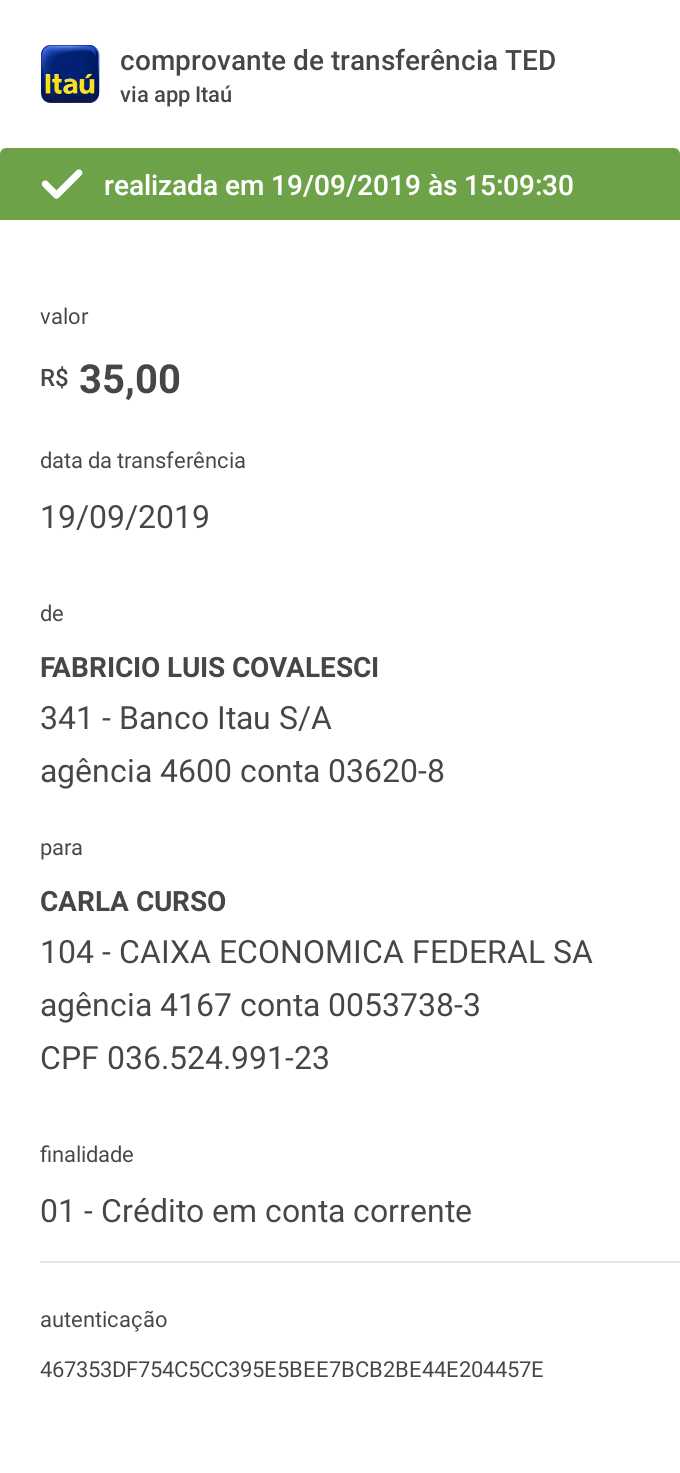 Itaú
comprovante de transferência TED
via app Itaú
realizada em 19/09/2019 às 15:09:30
valor
R$ 35,00
data da transferência
19/09/2019
de
FABRICIO LUIS COVALESCI
341 - Banco Itau S/A
agência 4600 conta 03620-8
para
CARLA CURSO
104 - CAIXA ECONOMICA FEDERAL SA
agência 4167 conta 0053738-3
CPF 036.524.991-23
finalidade
01 - Crédito em conta corrente
autenticação
467353DF754C5CC395E5BEE7BCB2BE44E204457E